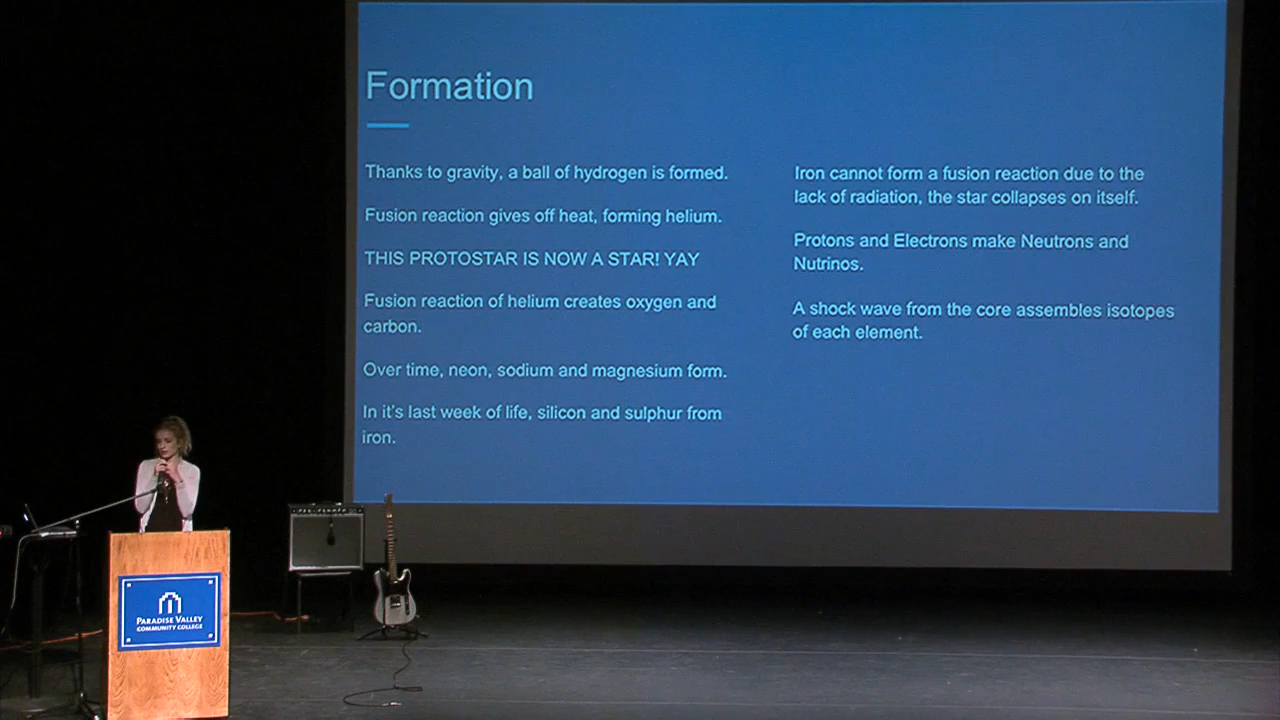 Formation
Thanks to gravity, a ball of hydrogen is formed.
Fusion reaction gives off heat, forming helium.
THIS PROTOSTAR IS NOW A STAR! YAY
Fusion reaction of helium creates oxygen and
carbon.
Over time, neon, sodium and magnesium form.
In it's last week of life, silicon and sulphur from
iron.
Iron cannot form a fusion reaction due to the
lack of radiation, the star collapses on itself.
Protons and Electrons make Neutrons and
Nutrinos.
A shock wave from the core assembles isotopes
of each element.
PARADISE VALLEY
COMMUNITY COLLEGE